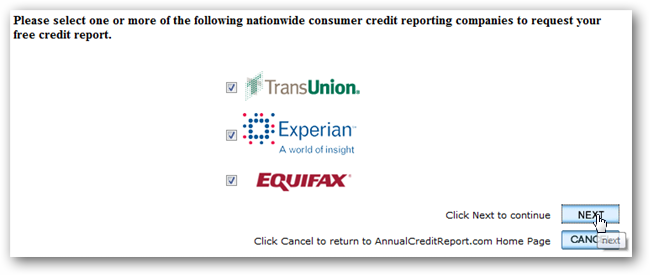 Please select one or more of the following nationwide consumer credit reporting companies to request your
free credit report.
TransUnion.
Experian™
A world of insight
EQUIFAX
Click Next to continue
NEXT
Click Cancel to return to AnnualCreditReport.com Home Page
next